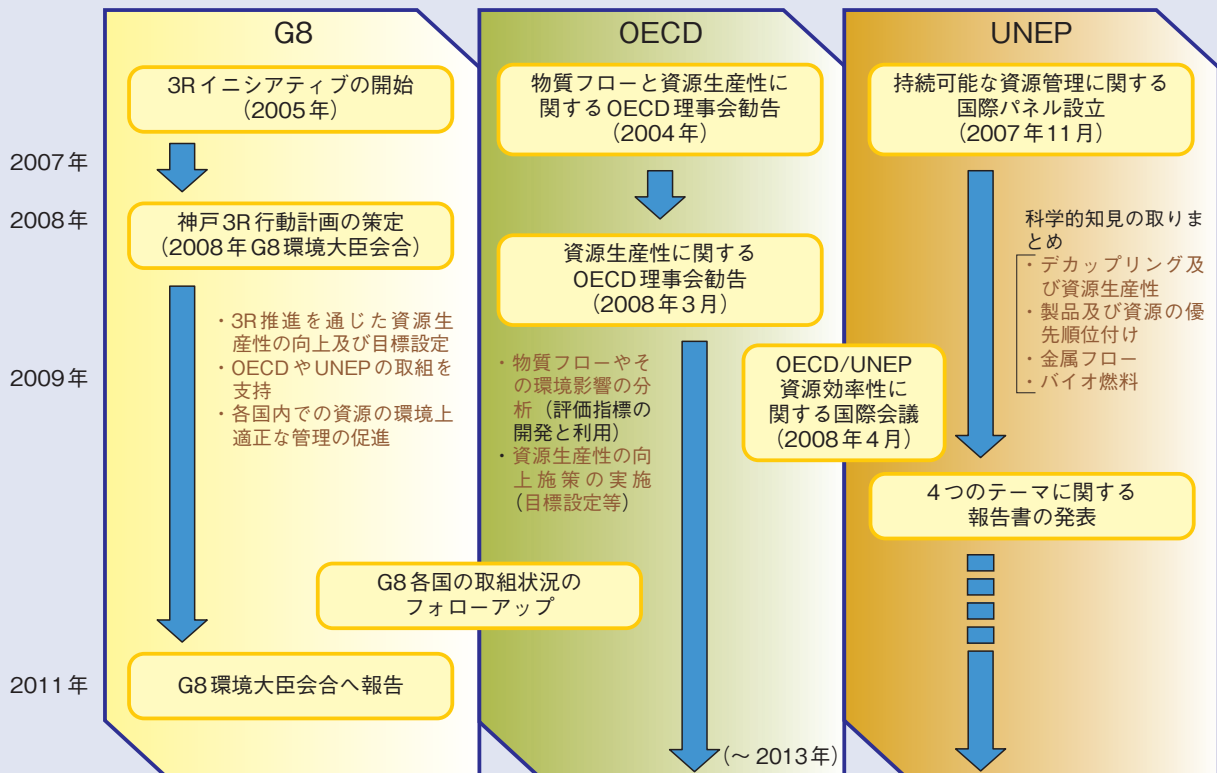 G8
3Rイニシアティブの開始
（2005年）
神戸3R行動計画の策定
（2008年G8環境大臣会合）
・3R推進を通じた資源生
産性の向上及び目標設定
・OECDやUNEPの取組を
支持
・各国内での資源の環境上
適正な管理の促進
G8各国の取組状況の
フォローアップ
G8環境大臣会合へ報告
OECD
物質フローと資源生産性に
関するOECD理事会勧告
（2004年）
資源生産性に関する
OECD理事会勧告
（2008年3月）
・物質フローやそ
の環境影響の分
析（評価指標の
開発と利用）
・資源生産性の向
上施策の実施
（目標設定等）
OECD/UNEP
資源効率性に
関する国際会議
（2008年4月）
（～2013年）
UNEP
持続可能な資源管理に関する
国際パネル設立
（2007年11月）
科学的知見の取りま
とめ
・デカップリング及
び資源生産性
・製品及び資源の優
先順位付け
・金属フロー
・バイオ燃料
4つのテーマに関する
報告書の発表
2007年
2008年
2009年
2011年